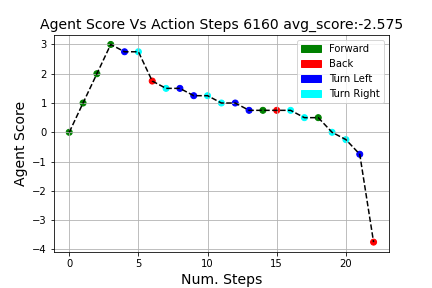 Agent Score Vs Action Steps 6160 avg_score:-2.575
Forward
Back
Turn Left
Turn Right
3
2
1
0
−1
−2
−3
−4
Agent Score
0 5 10 15 20
Num. Steps